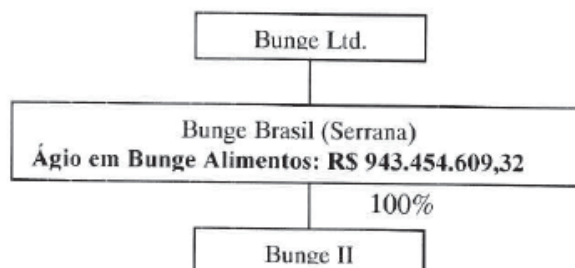 Bunge Ltd.
Bunge Brasil (Serrana)
Ágio em Bunge Alimentos: R$ 943.454.609,32
100%
Bunge II